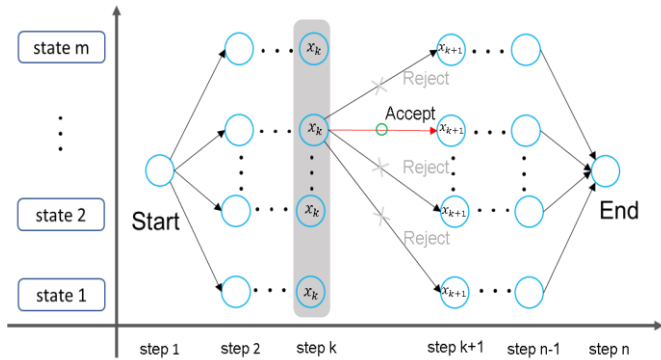 state m
x_k
x_{k+1}
Reject
Accept
x_k
x_{k+1}
Reject
Start
End
state 2
x_k
x_{k+1}
Reject
state 1
x_k
x_{k+1}
step 1 step 2 step k step k+1 step n-1 step n